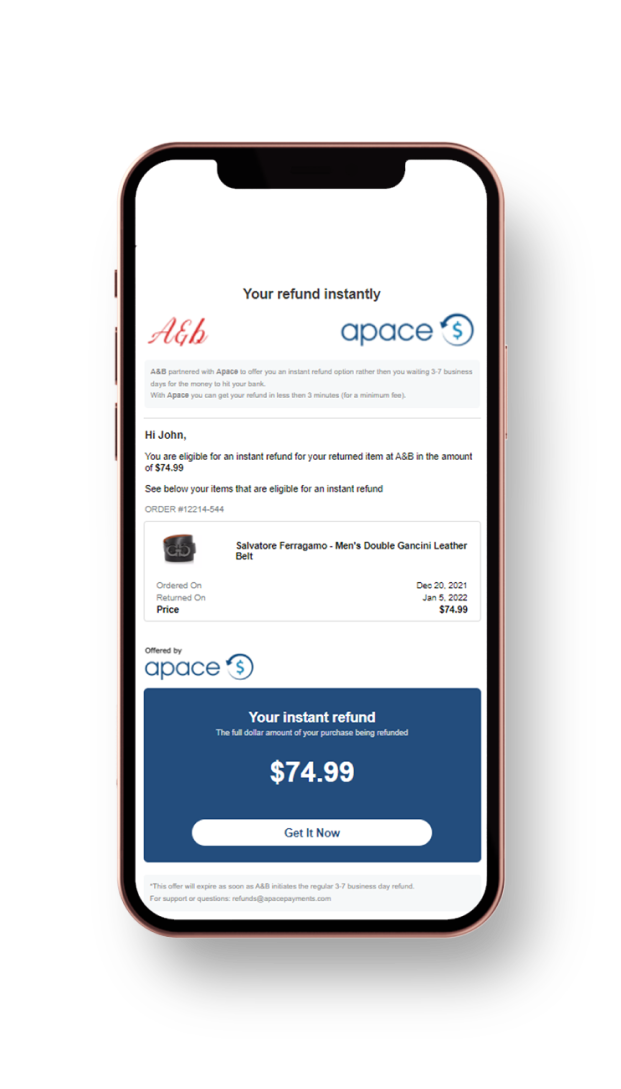 Your refund instantly
A&b
apace $
A&B partnered with Apace to offer you an instant refund option rather then you waiting 3-7 business
days for the money to hit your bank.
With Apace you can get your refund in less then 3 minutes (for a minimum fee).
Hi John,
You are eligible for an instant refund for your returned item at A&B in the amount
of $74.99
See below your items that are eligible for an instant refund
ORDER #12214-544
Salvatore Ferragamo - Men's Double Gancini Leather
Belt
Ordered On Dec 20, 2021
Returned On Jan 5, 2022
Price $74.99
Offered by
apace $
Your instant refund
The full dollar amount of your purchase being refunded
$74.99
Get It Now
*This offer will expire as soon as A&B initiates the regular 3-7 business day refund.
For support or questions: refunds@apacepayments.com